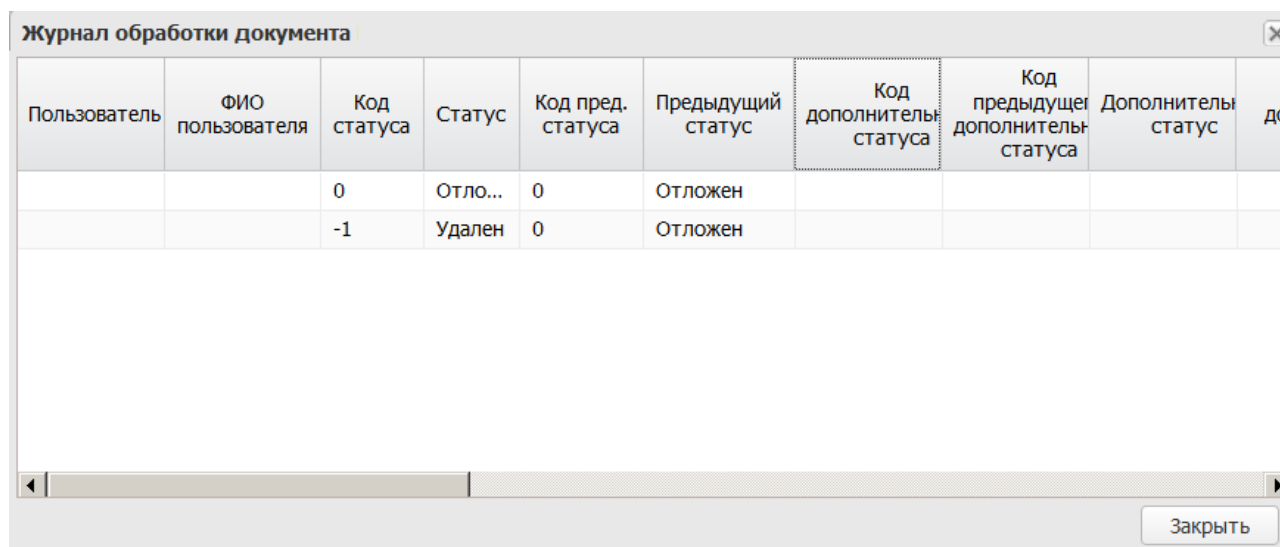 Журнал обработки документа
Пользователь
ФИО
пользователя
Код
статуса
Статус
Код пред.
статуса
Предыдущий
статус
Код
дополнительн
статуса
Код
предыдущег
дополнительн
статуса
Дополнительн
статус
0 Отло... 0 Отложен
-1 Удален 0 Отложен
Закрыть